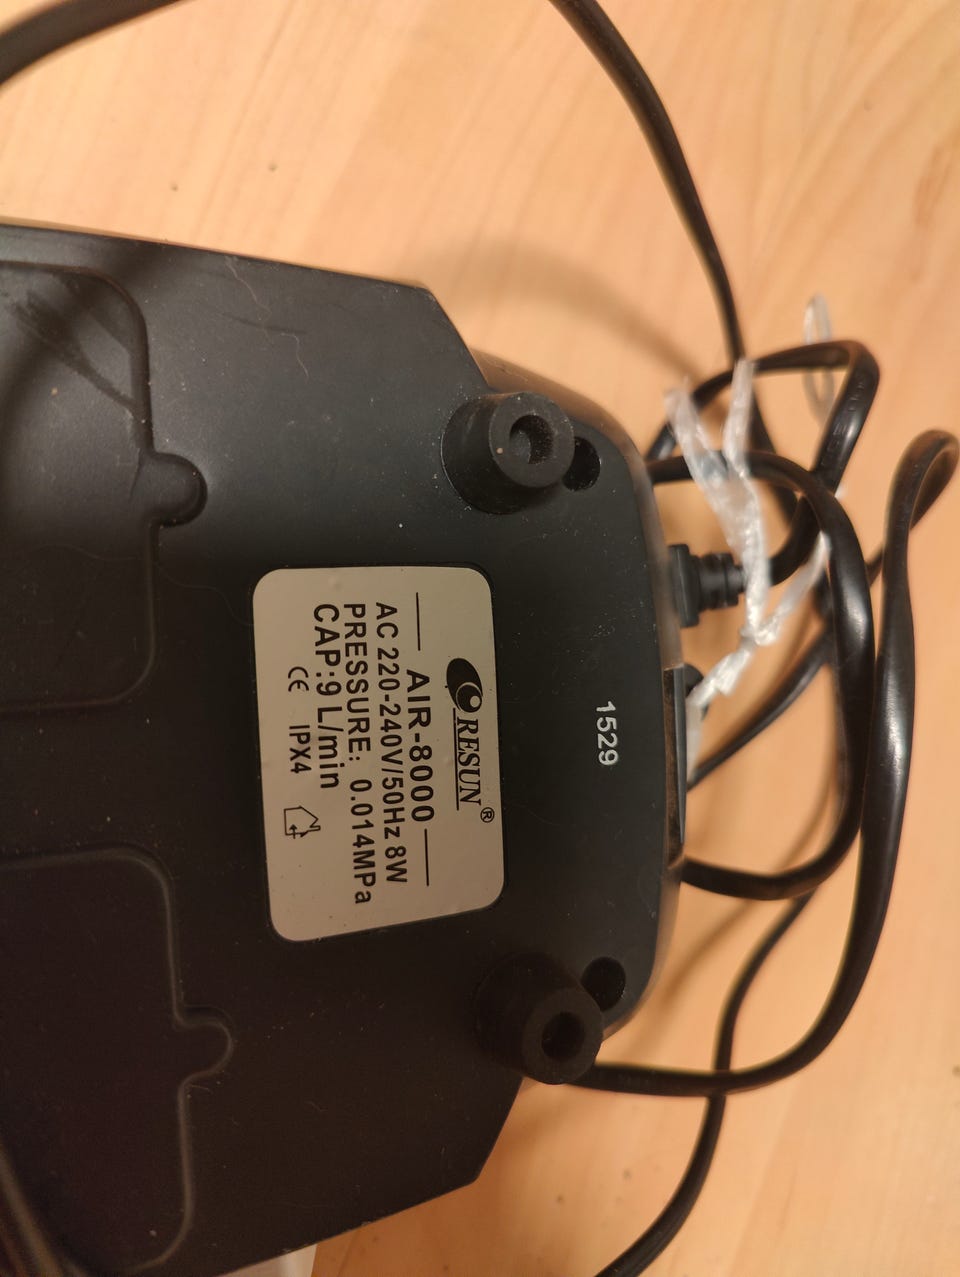 RESUN®
AIR-8000
AC 220-240V/50Hz 8W
PRESSURE: 0.014MPa
CAP:9 L/min
CE IPX4
1529